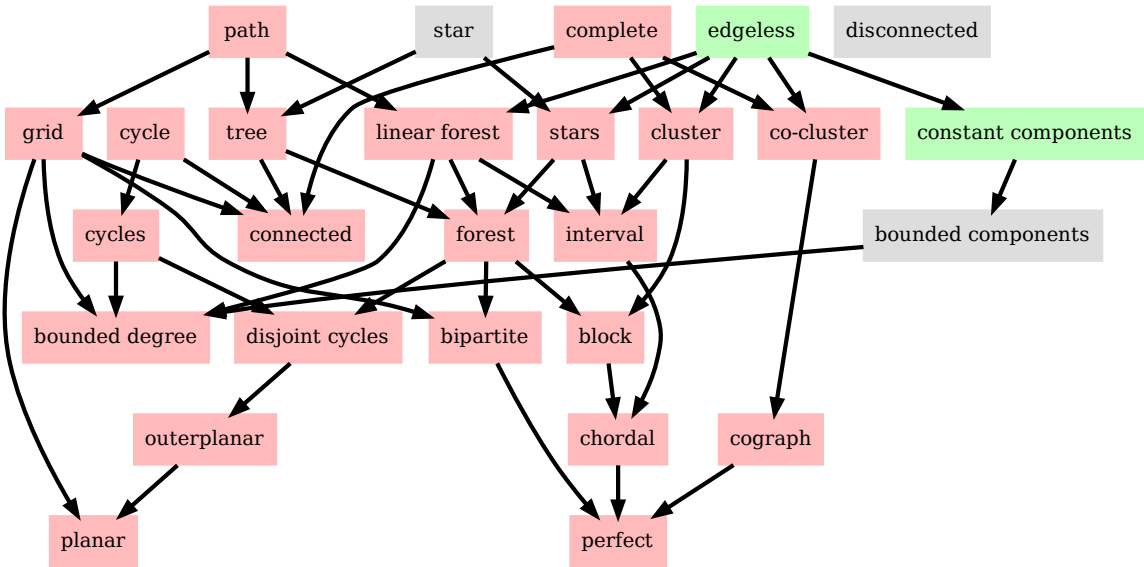 path
star
complete
edgeless
disconnected
grid
cycle
tree
linear forest
stars
cluster
co-cluster
constant components
cycles
connected
forest
interval
bounded components
bounded degree
disjoint cycles
bipartite
block
outerplanar
chordal
cograph
planar
perfect